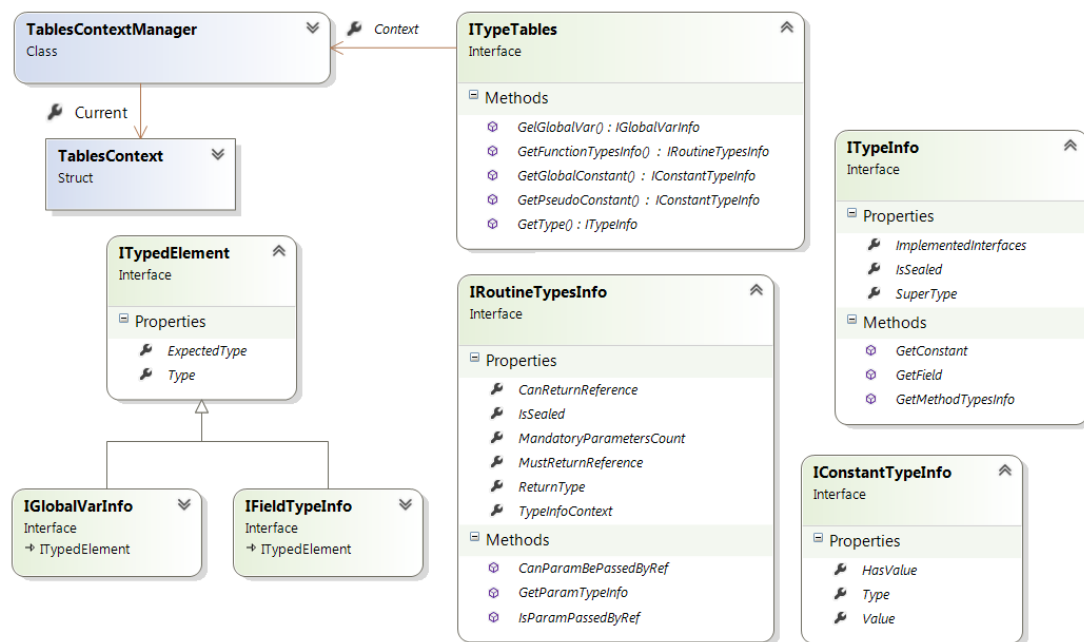 TablesContextManager
Class
Context
Current
TablesContext
Struct
ITypeTables
Interface
Methods
GelGlobalVar() : IGlobalVarInfo
GetFunctionTypesInfo() : IRoutineTypesInfo
GetGlobalConstant() : IConstantTypeInfo
GetPseudoConstant() : IConstantTypeInfo
GetType() : ITypeInfo
ITypeInfo
Interface
Properties
ImplementedInterfaces
IsSealed
SuperType
Methods
GetConstant
GetField
GetMethodTypesInfo
ITypedElement
Interface
Properties
ExpectedType
Type
IGlobalVarInfo
Interface
ITypedElement
IFieldTypeInfo
Interface
ITypedElement
IRoutineTypesInfo
Interface
Properties
CanReturnReference
IsSealed
MandatoryParametersCount
MustReturnReference
ReturnType
TypeInfoContext
Methods
CanParamBePassedByRef
GetParamTypeInfo
IsParamPassedByRef
IConstantTypeInfo
Interface
Properties
HasValue
Type
Value